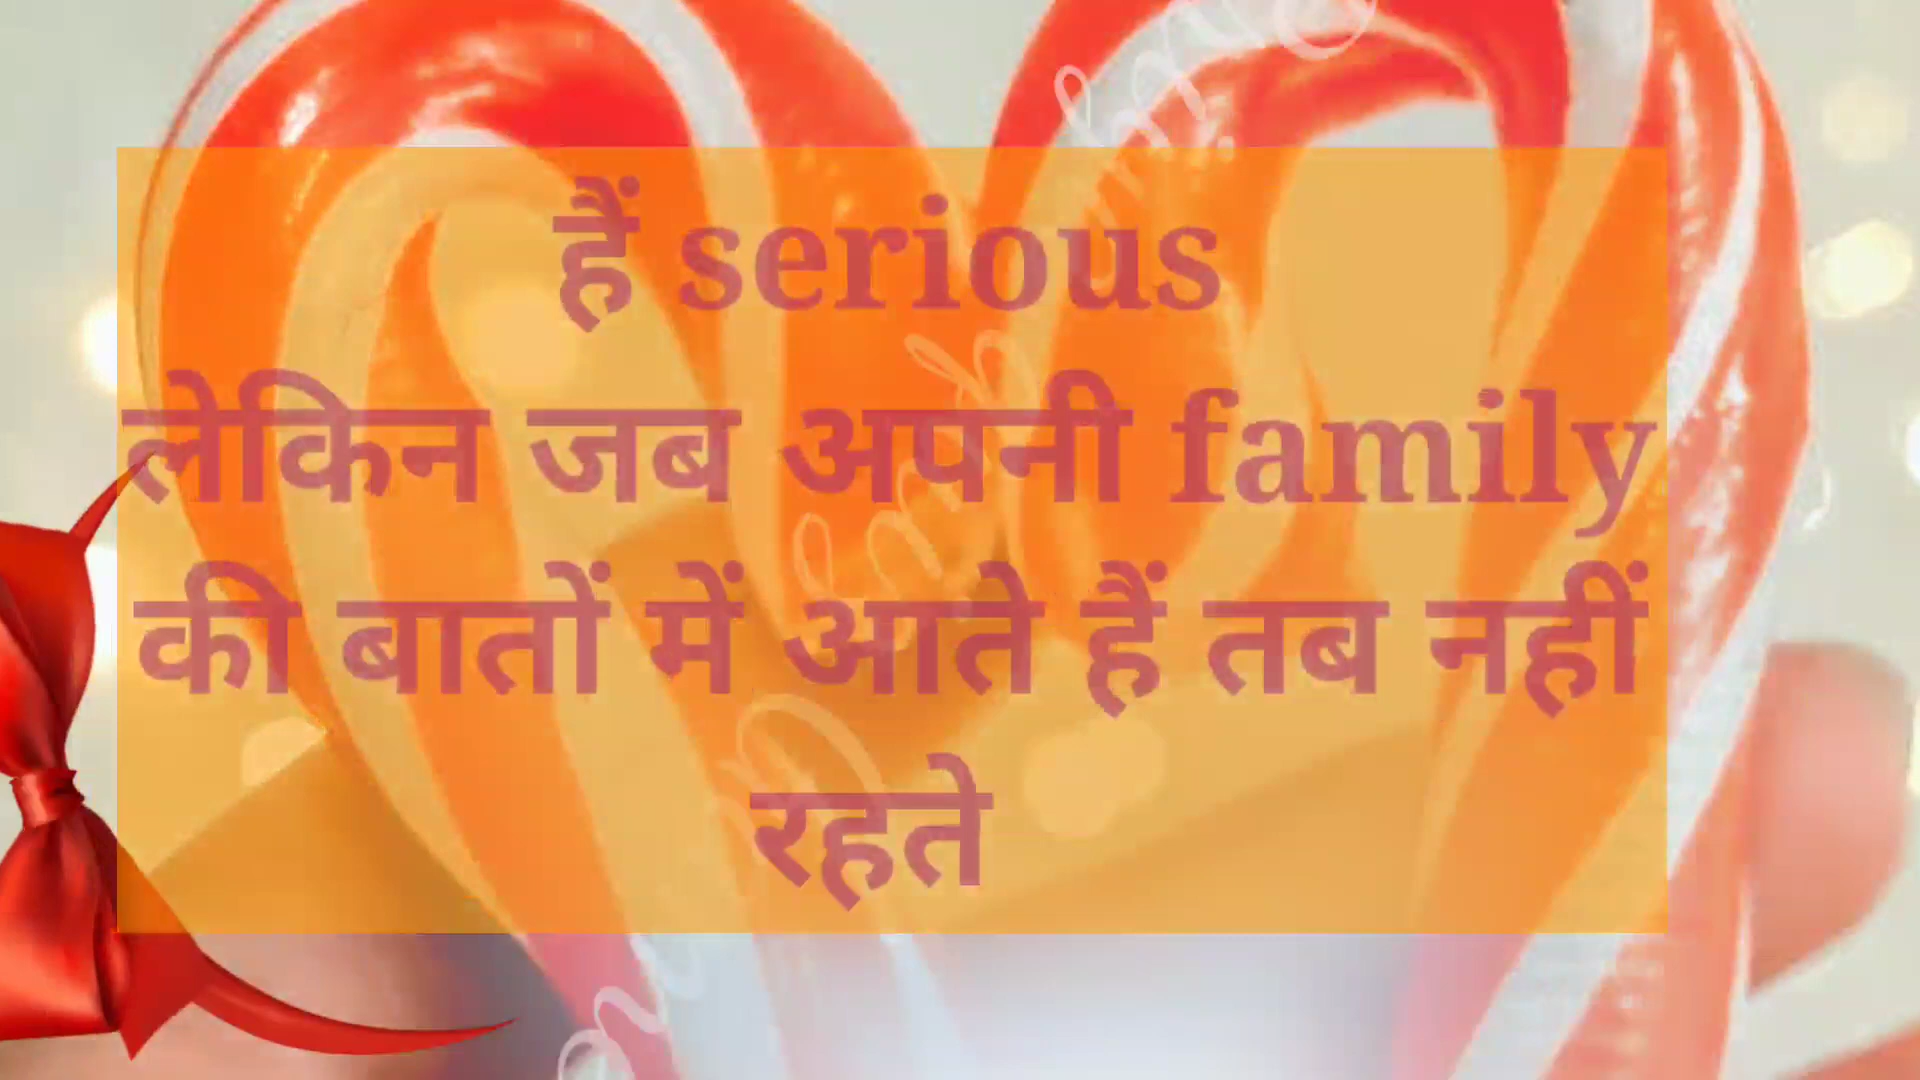 हैं serious
लेकिन जब अपनी family
की बातों में आते हैं तब नहीं
रहते